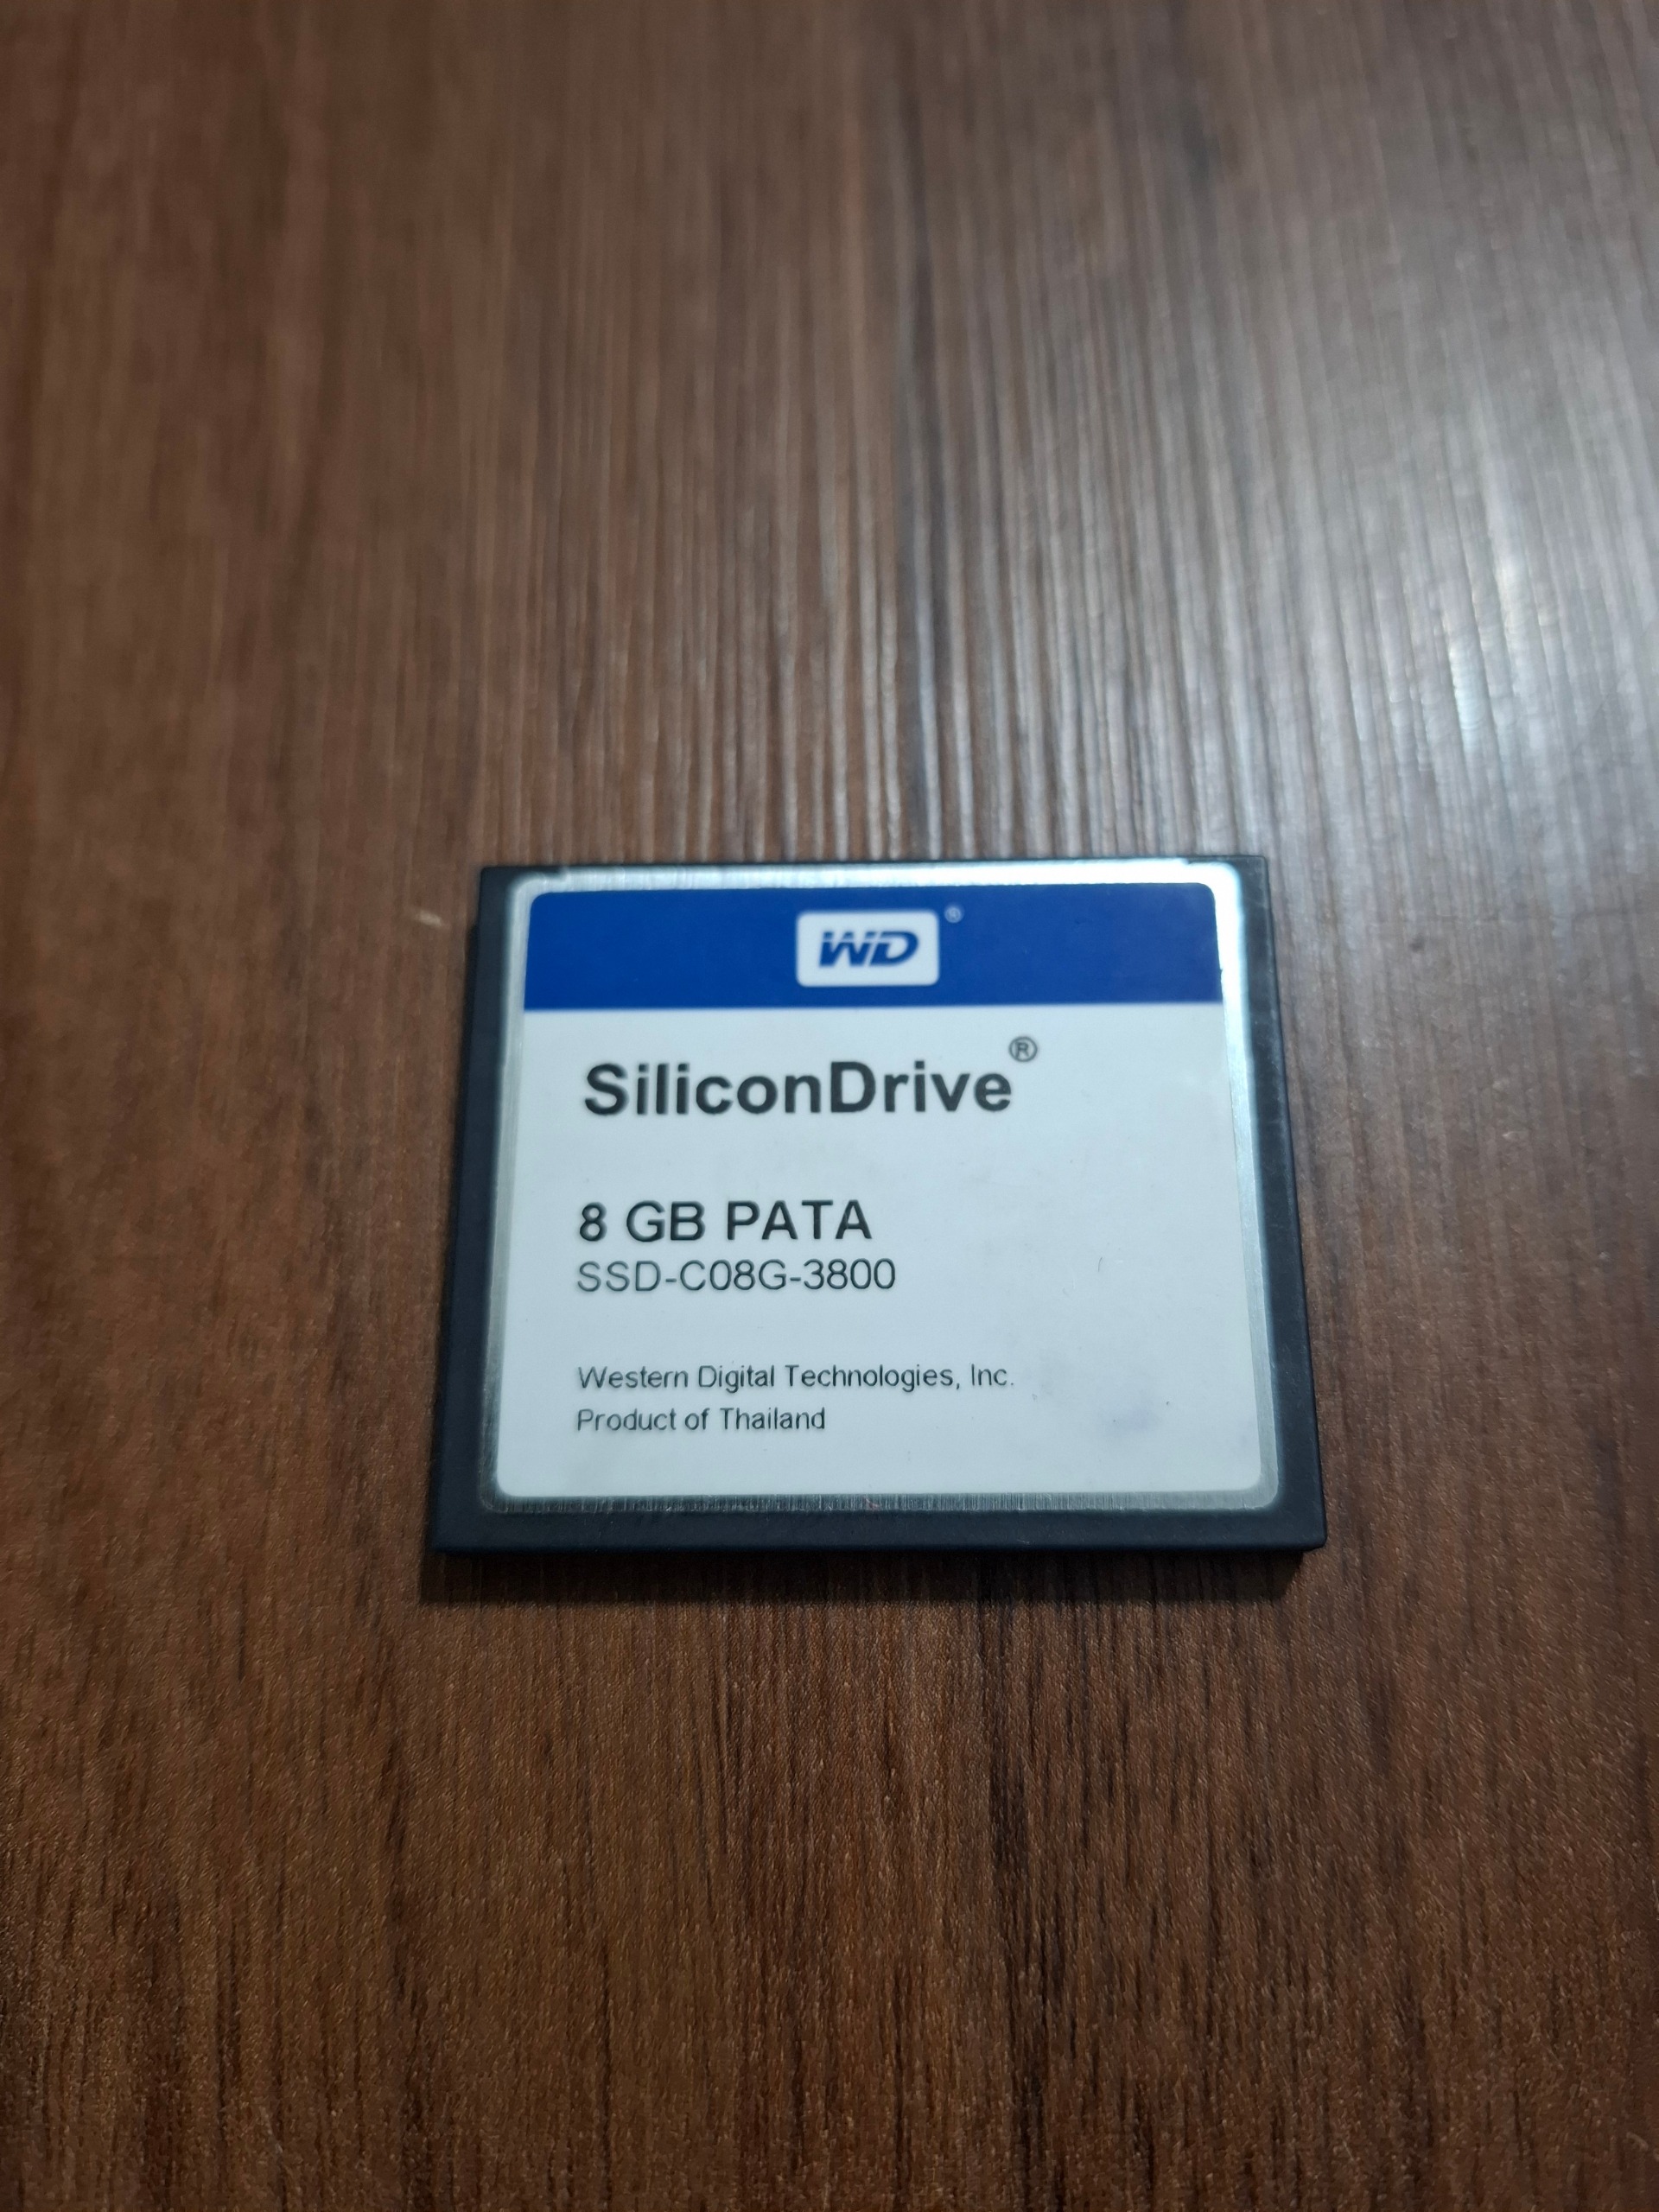 WD®
SiliconDrive®
8 GB PATA
SSD-C08G-3800
Western Digital Technologies, Inc.
Product of Thailand